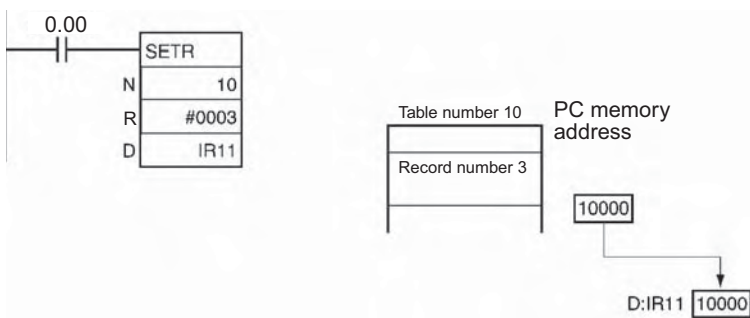 0.00
SETR
N 10
R #0003
D IR11
Table number 10
PC memory
address
Record number 3
10000
D:IR11 10000